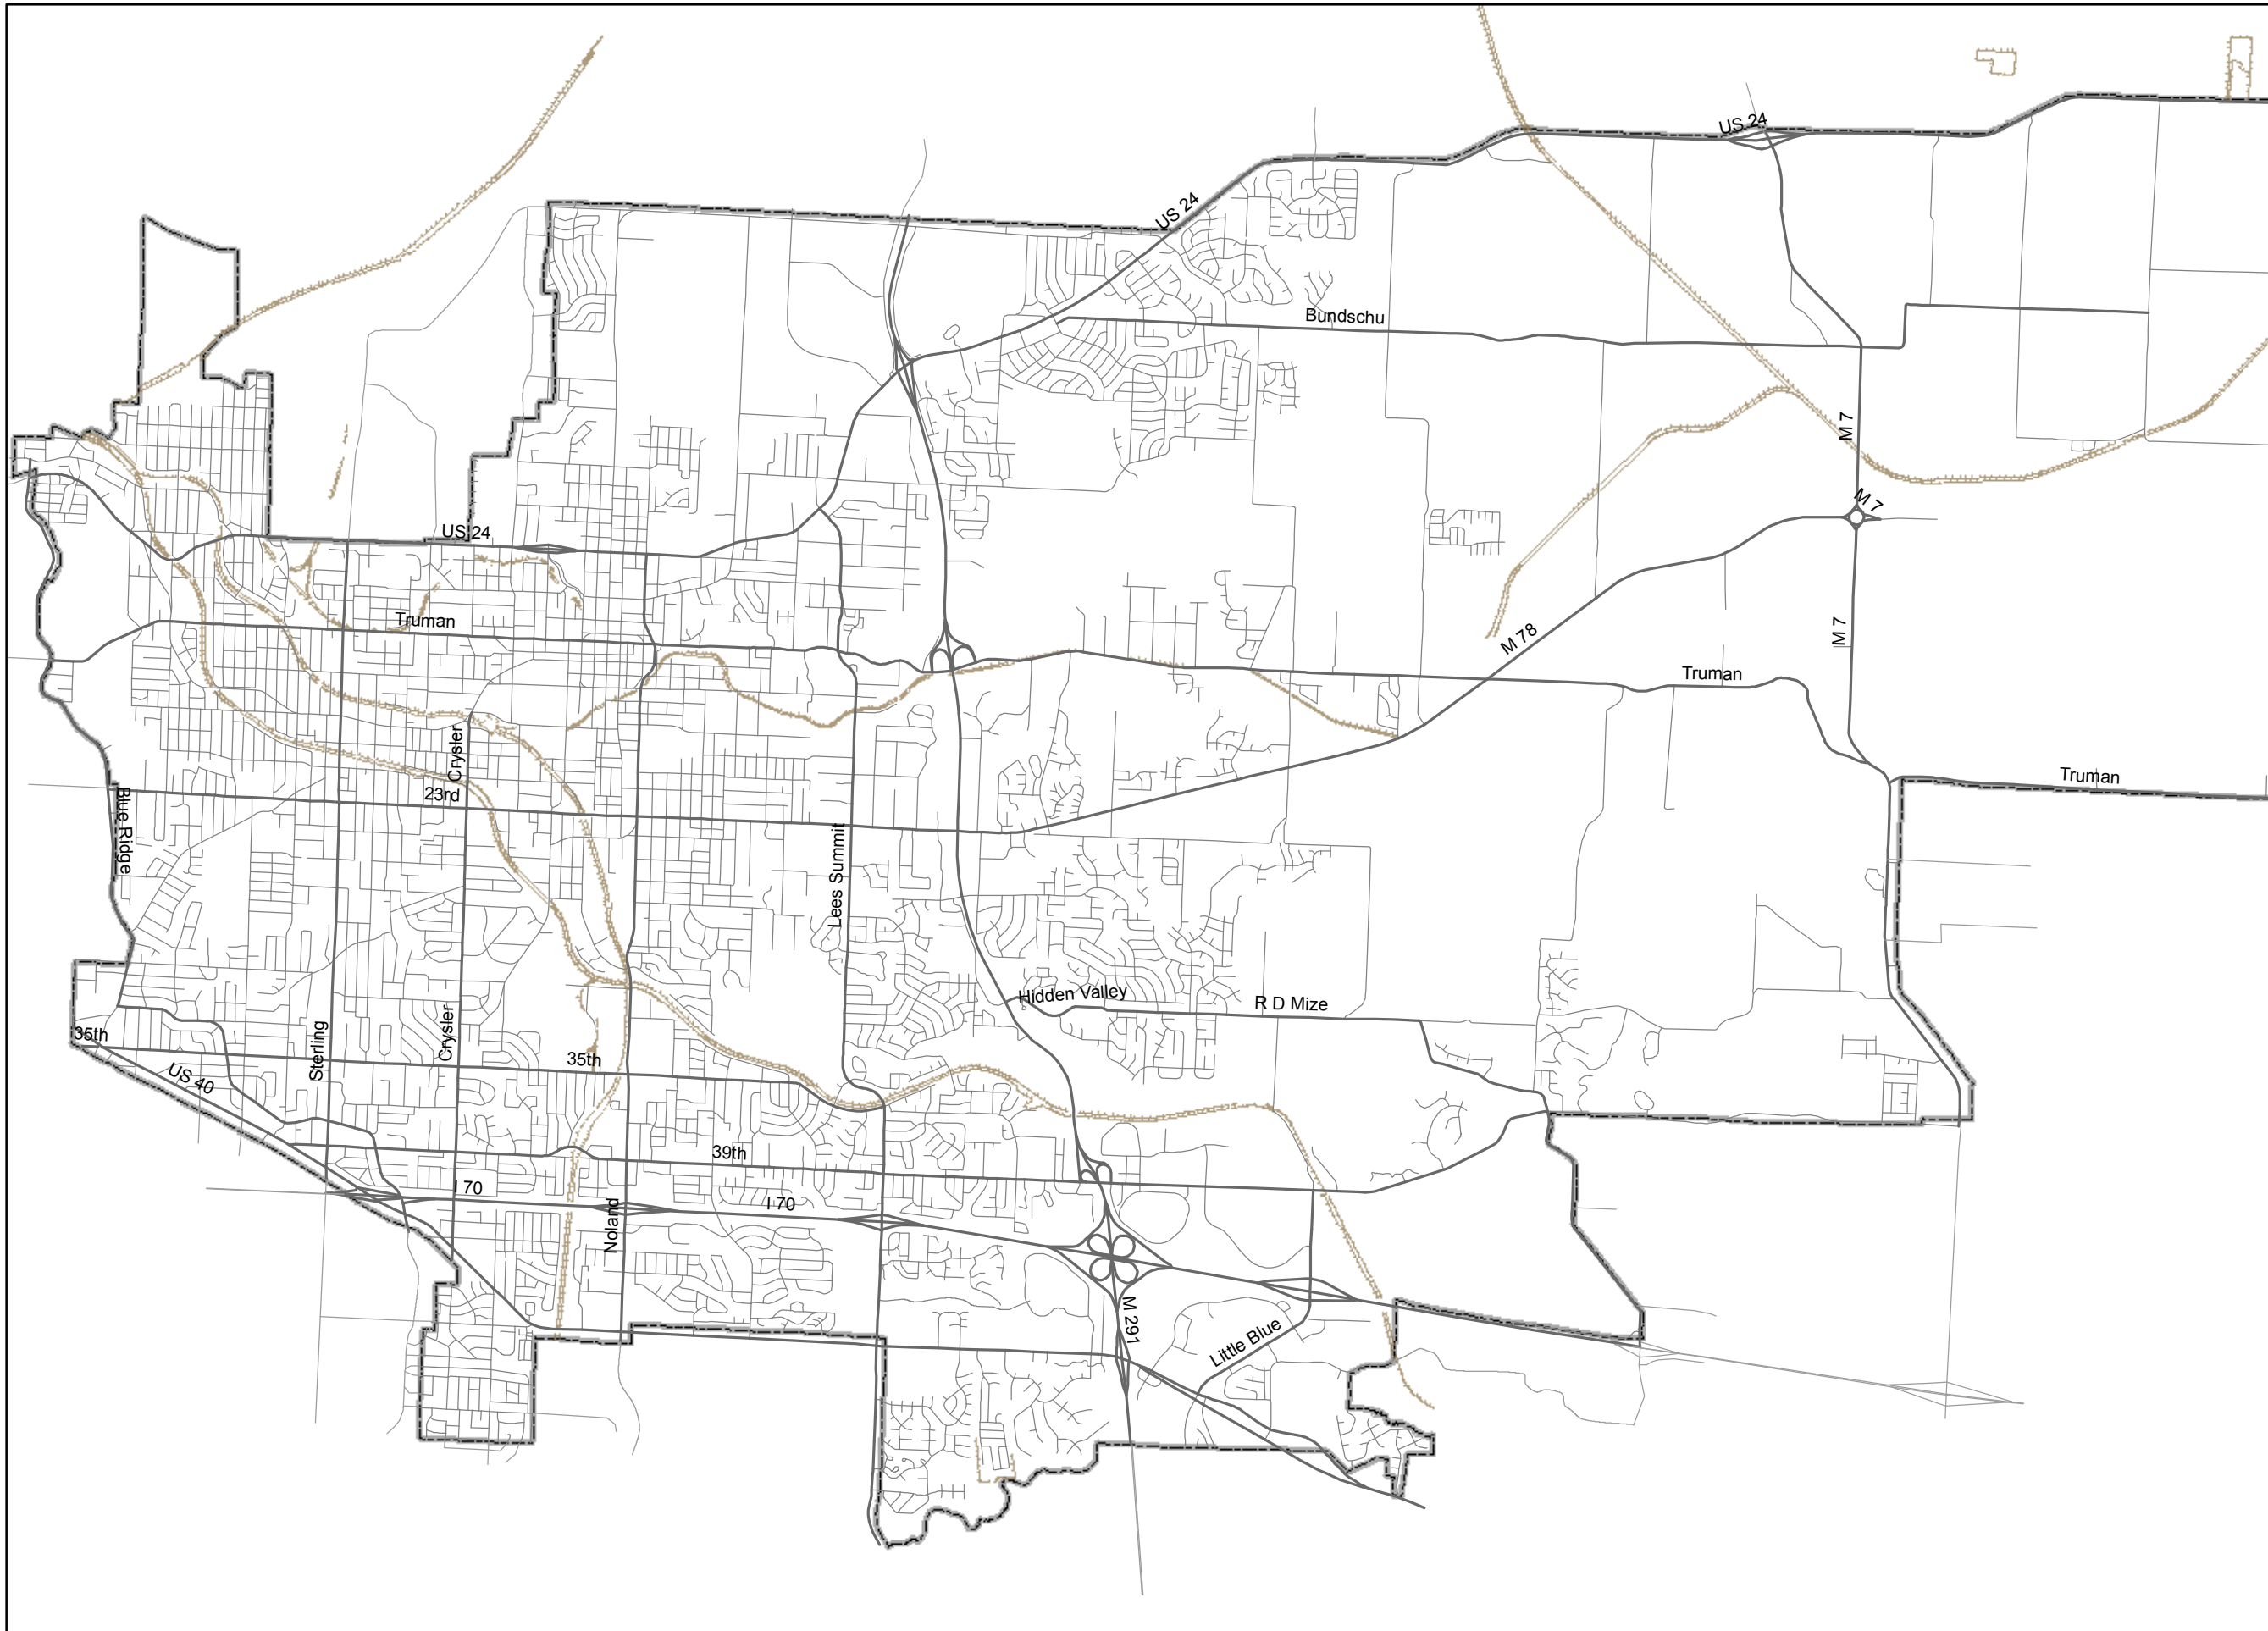 US 24
US 24
Bundschu
M 7
M 7
US 24
Truman
M 7
M 78
Truman
Crysler
Truman
23rd
Blue Ridge
Lees Summit
Hidden Valley
R D Mize
35th
Sterling
Crysler
35th
US 40
39th
I 70
I 70
Noland
M 291
Little Blue